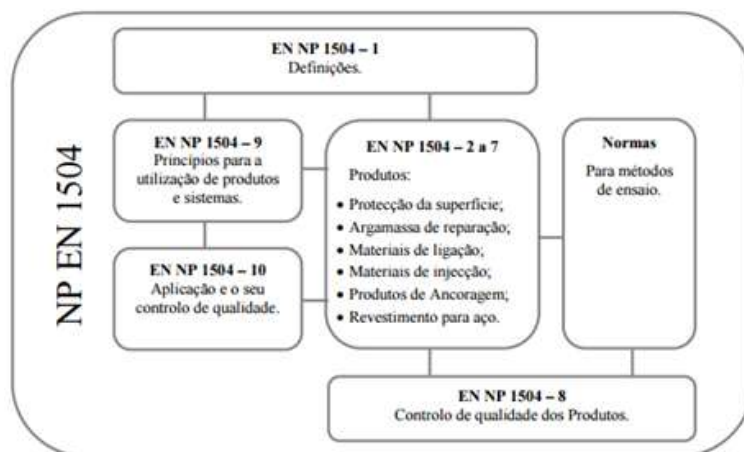 NP EN 1504
EN NP 1504 – 1
Definições.
EN NP 1504 – 9
Princípios para a
utilização de produtos
e sistemas.
EN NP 1504 – 10
Aplicação e o seu
controlo de qualidade.
EN NP 1504 – 2 a 7
Produtos:
• Protecção da superfície;
• Argamassa de reparação;
• Materiais de ligação;
• Materiais de injecção;
• Produtos de Ancoragem;
• Revestimento para aço.
Normas
Para métodos
de ensaio.
EN NP 1504 – 8
Controlo de qualidade dos Produtos.